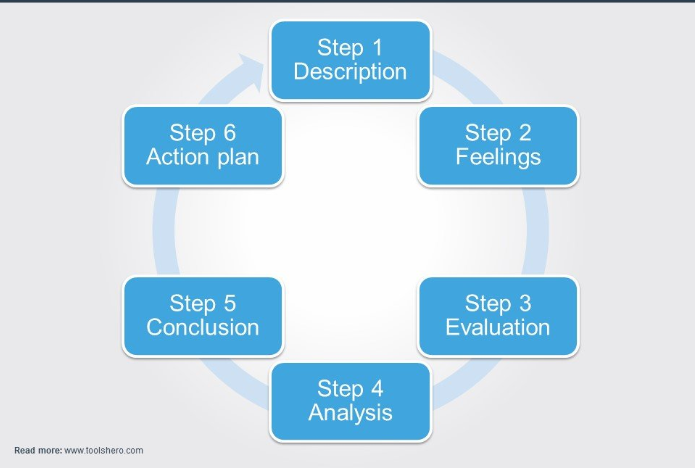 Step 1
Description
Step 2
Feelings
Step 3
Evaluation
Step 4
Analysis
Step 5
Conclusion
Step 6
Action plan
Read more: www.toolshero.com